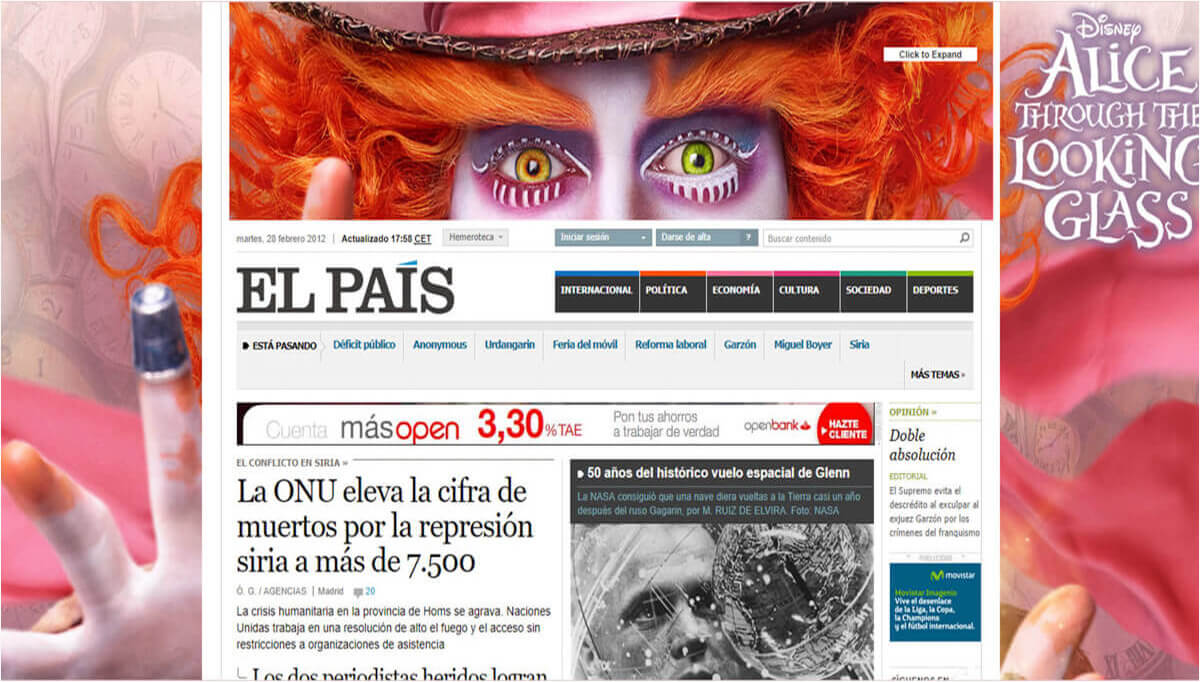 Click to Expand
DISNEY
ALICE
THROUGH THE
LOOKING
GLASS
martes, 28 febrero 2012 | Actualizado 17:58 CET
Hemeroteca
Iniciar sesión
Darse de alta
?
Buscar contenido
EL PAÍS
INTERNACIONAL
POLÍTICA
ECONOMÍA
CULTURA
SOCIEDAD
DEPORTES
ESTÁ PASANDO
Déficit público
Anonymous
Urdangarin
Feria del móvil
Reforma laboral
Garzón
Miguel Boyer
Siria
MÁS TEMAS »
Cuenta másopen 3,30% TAE
Pon tus ahorros
a trabajar de verdad
openbank
HAZTE
CLIENTE
EL CONFLICTO EN SIRIA »
La ONU eleva la cifra de
muertos por la represión
siria a más de 7.500
Ó. G. / AGENCIAS | Madrid 20
La crisis humanitaria en la provincia de Homs se agrava. Naciones
Unidas trabaja en una resolución de alto el fuego y el acceso sin
restricciones a organizaciones de asistencia
Los dos periodistas heridos logran
50 años del histórico vuelo espacial de Glenn
La NASA consiguió que una nave diera vueltas a la Tierra casi un año
después del ruso Gagarin, por M. RUIZ DE ELVIRA. Foto: NASA
OPINIÓN »
Doble
absolución
EDITORIAL
El Supremo evita el
descrédito al exculpar al
exjuez Garzón por los
crímenes del franquismo
PUBLICIDAD
movistar
Movistar Imagenio
Vive el desenlace
de la Liga, la Copa,
la Champions
y el fútbol internacional.
SÍGUENOS EN